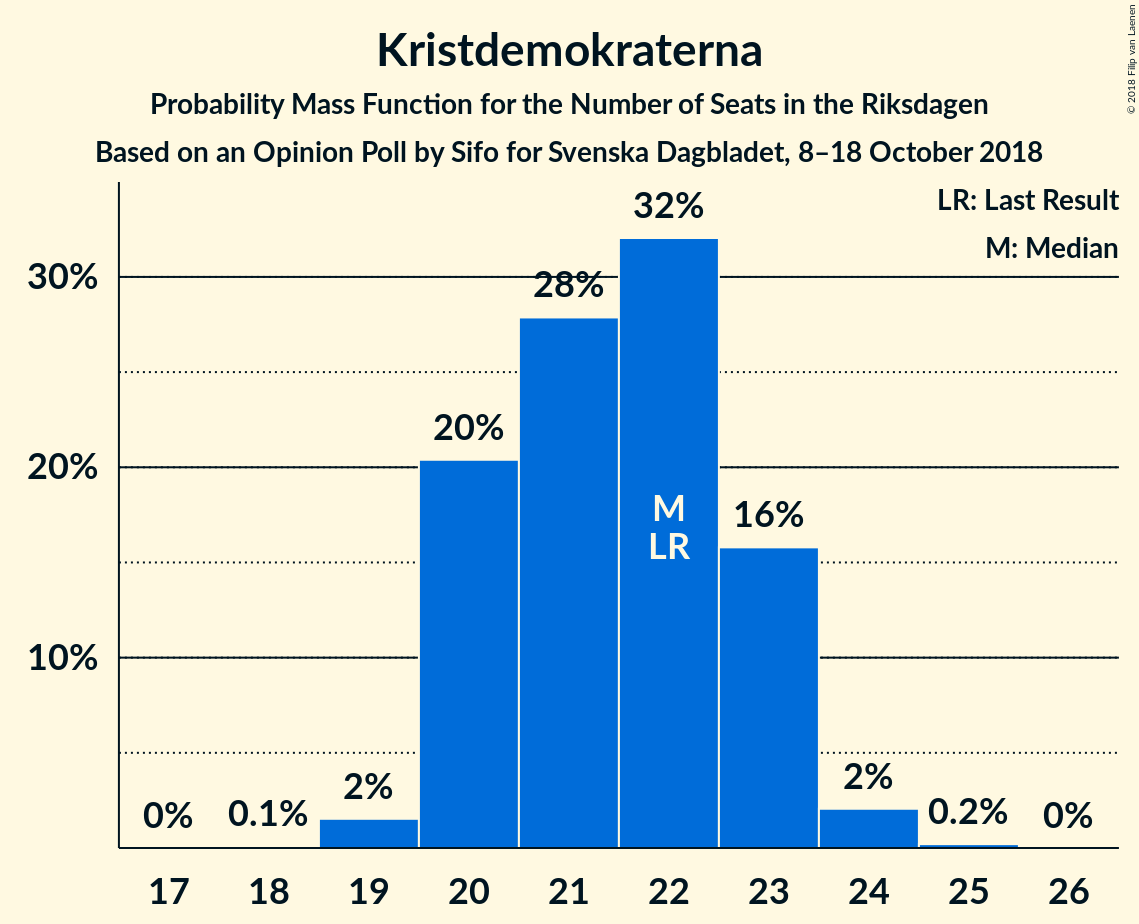 Kristdemokraterna
Probability Mass Function for the Number of Seats in the Riksdagen
Based on an Opinion Poll by Sifo for Svenska Dagbladet, 8–18 October 2018
© 2018 Filip van Laenen
LR: Last Result
M: Median
30%
20%
10%
0%
0.1%
2%
20%
28%
32%
16%
2%
0.2%
0%
M
LR
17 18 19 20 21 22 23 24 25 26